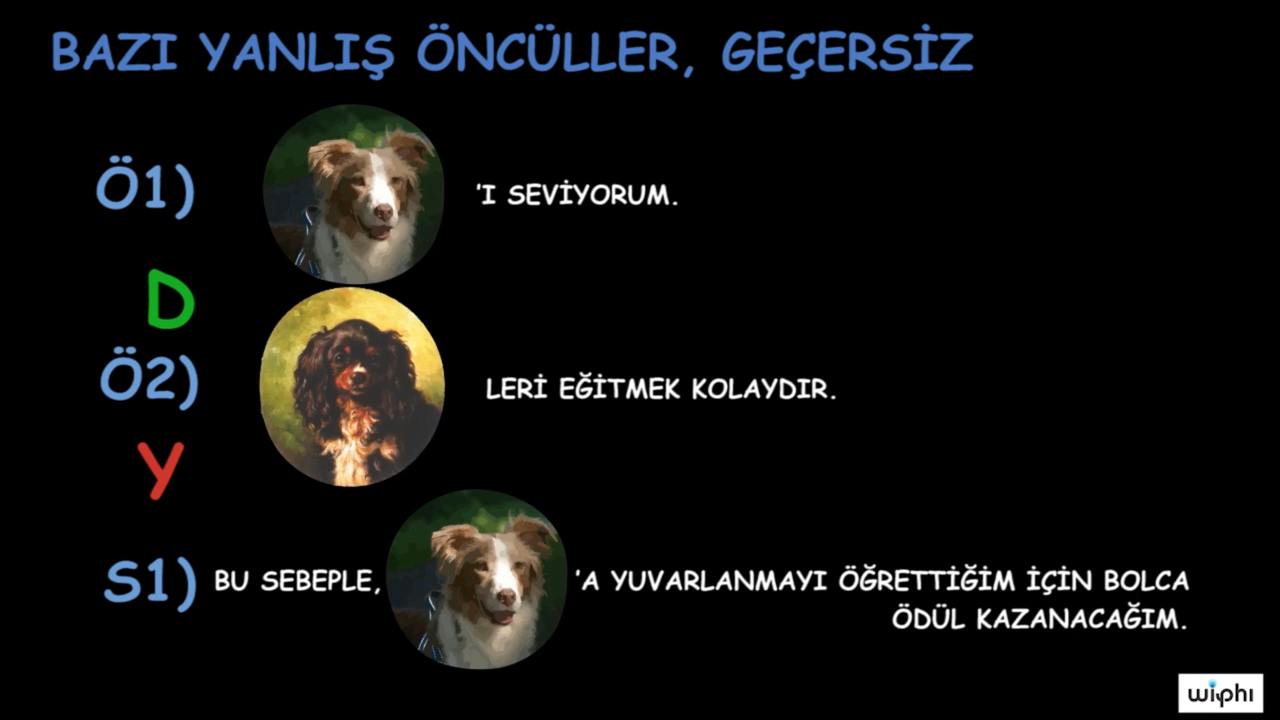 BAZI YANLIŞ ÖNCÜLLER, GEÇERSİZ
Ö1) 'I SEVİYORUM.
D
Ö2) LERİ EĞİTMEK KOLAYDIR.
Y
S1) BU SEBEPLE, 'A YUVARLANMAYI ÖĞRETTİĞİM İÇİN BOLCA
ÖDÜL KAZANACAĞIM.
wiphi